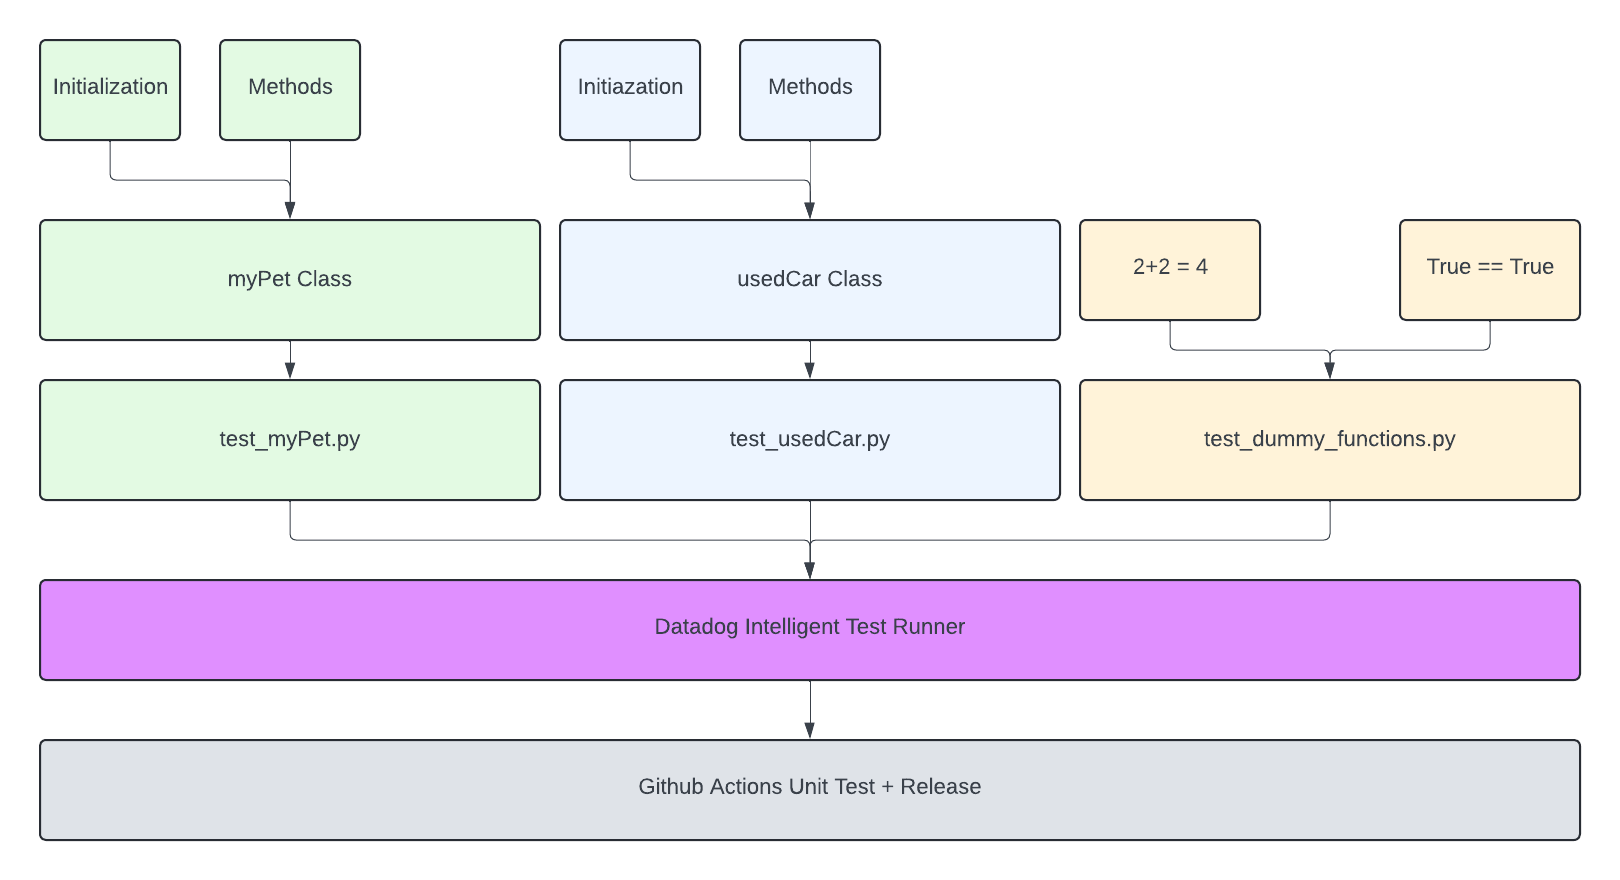 Initialization
Methods
Initiazation
Methods
myPet Class
usedCar Class
2+2 = 4
True == True
test_myPet.py
test_usedCar.py
test_dummy_functions.py
Datadog Intelligent Test Runner
Github Actions Unit Test + Release